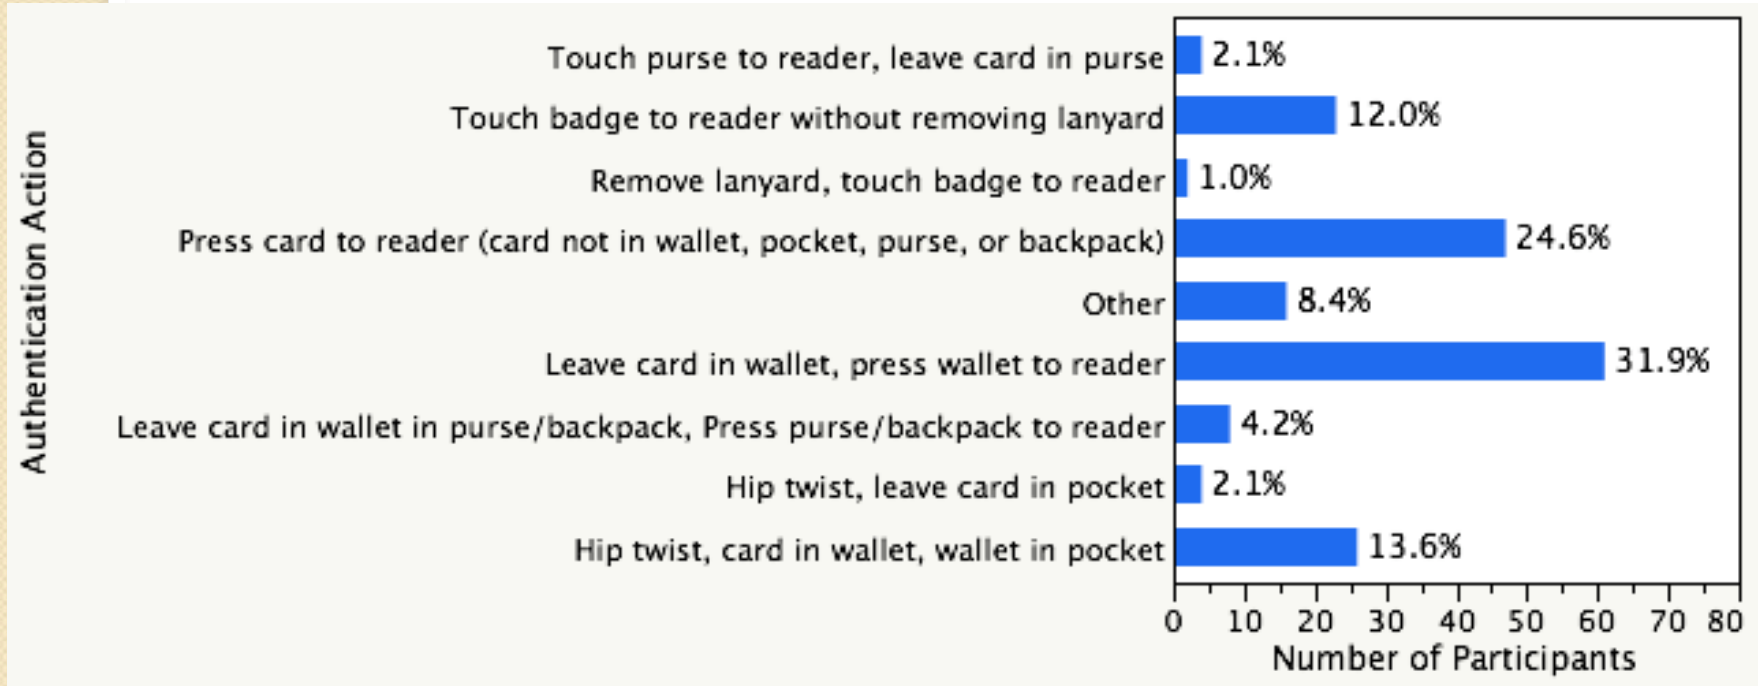 Authentication Action
Touch purse to reader, leave card in purse 2.1%
Touch badge to reader without removing lanyard 12.0%
Remove lanyard, touch badge to reader 1.0%
Press card to reader (card not in wallet, pocket, purse, or backpack) 24.6%
Other 8.4%
Leave card in wallet, press wallet to reader 31.9%
Leave card in wallet in purse/backpack, Press purse/backpack to reader 4.2%
Hip twist, leave card in pocket 2.1%
Hip twist, card in wallet, wallet in pocket 13.6%
0 10 20 30 40 50 60 70 80
Number of Participants